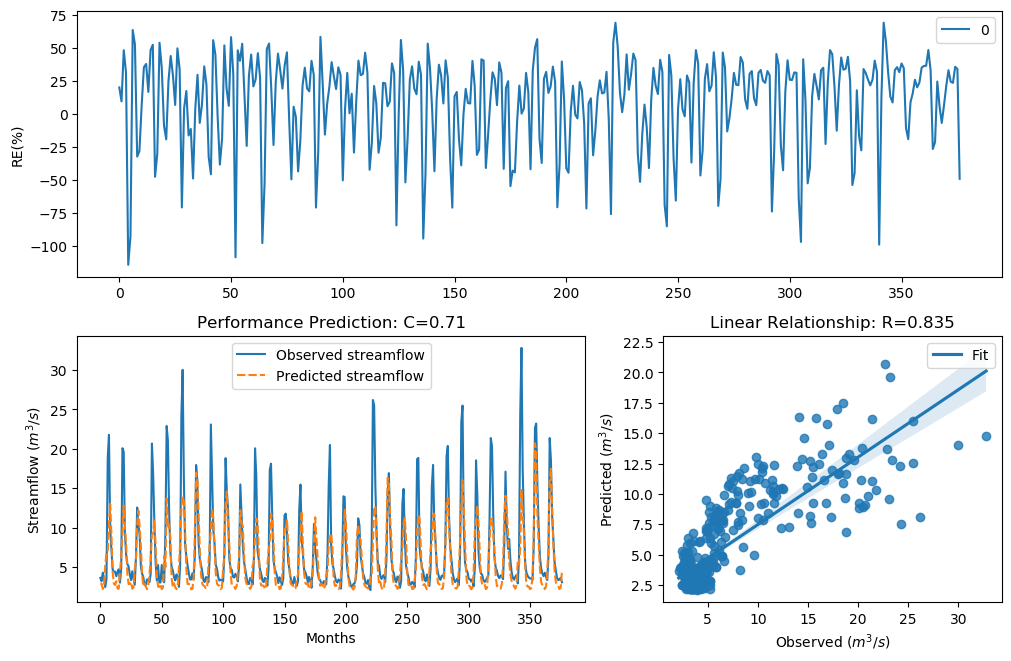 75
50
25
0
−25
−50
−75
−100
RE(%)
0
0 50 100 150 200 250 300 350
Performance Prediction: C=0.71
Observed streamflow
Predicted streamflow
30
25
20
15
10
5
Streamflow (m³/s)
0 50 100 150 200 250 300 350
Months
Linear Relationship: R=0.835
Fit
22.5
20.0
17.5
15.0
12.5
10.0
7.5
5.0
2.5
Predicted (m³/s)
5 10 15 20 25 30
Observed (m³/s)